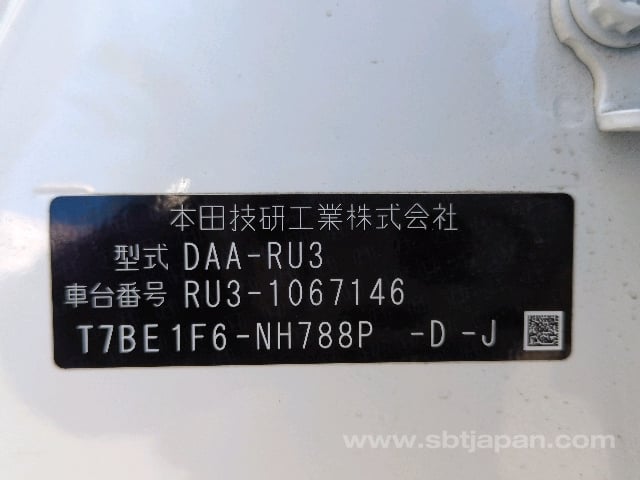 本田技研工業株式会社
型式 DAA-RU3
車台番号 RU3-1067146
T7BE1F6-NH788P -D -J
www.sbtjapan.com